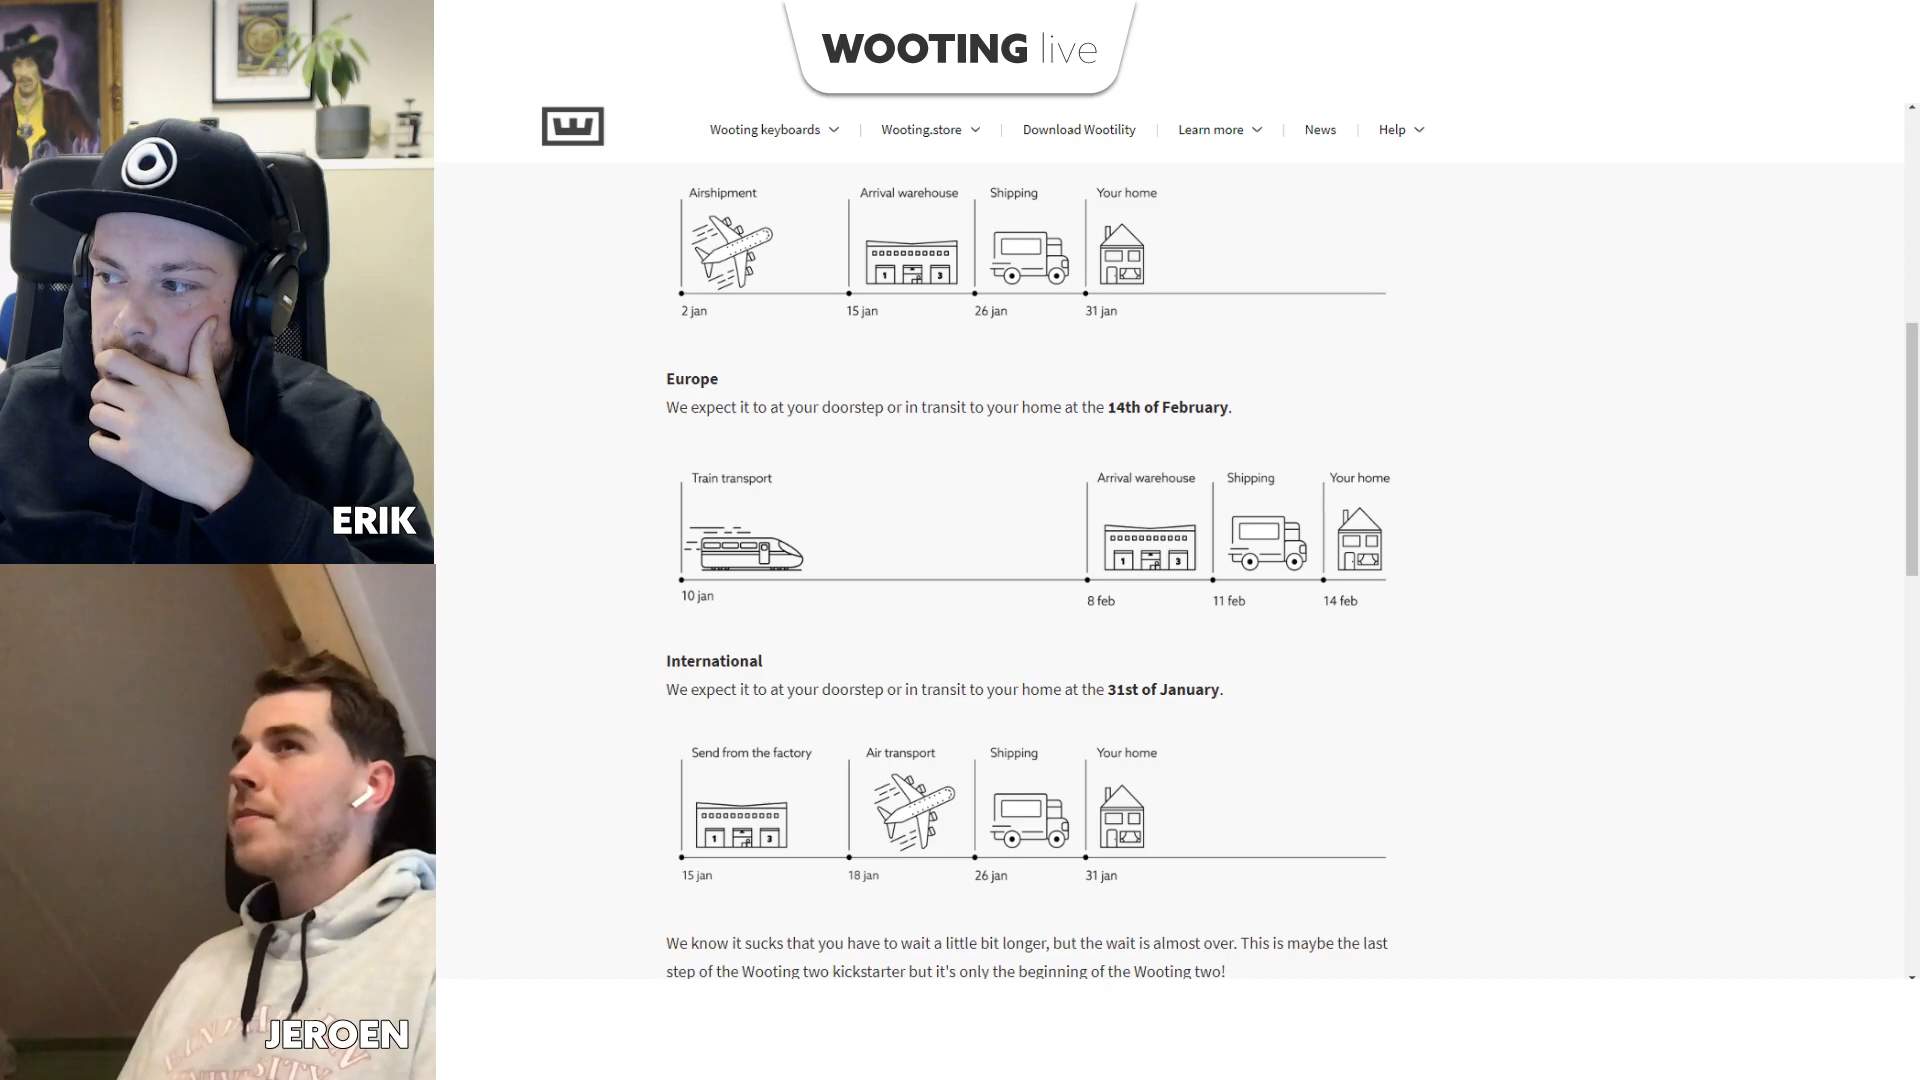 WOOTING live
Wooting keyboards
Wooting.store
Download Wootility
Learn more
News
Help
Airshipment
Arrival warehouse
Shipping
Your home
1 3
2 jan
15 jan
26 jan
31 jan
Europe
We expect it to at your doorstep or in transit to your home at the 14th of February.
Train transport
Arrival warehouse
Shipping
Your home
1 3
10 jan
8 feb
11 feb
14 feb
International
We expect it to at your doorstep or in transit to your home at the 31st of January.
Send from the factory
Air transport
Shipping
Your home
1 3
15 jan
18 jan
26 jan
31 jan
We know it sucks that you have to wait a little bit longer, but the wait is almost over. This is maybe the last
step of the Wooting two kickstarter but it's only the beginning of the Wooting two!
ERIK
JEROEN